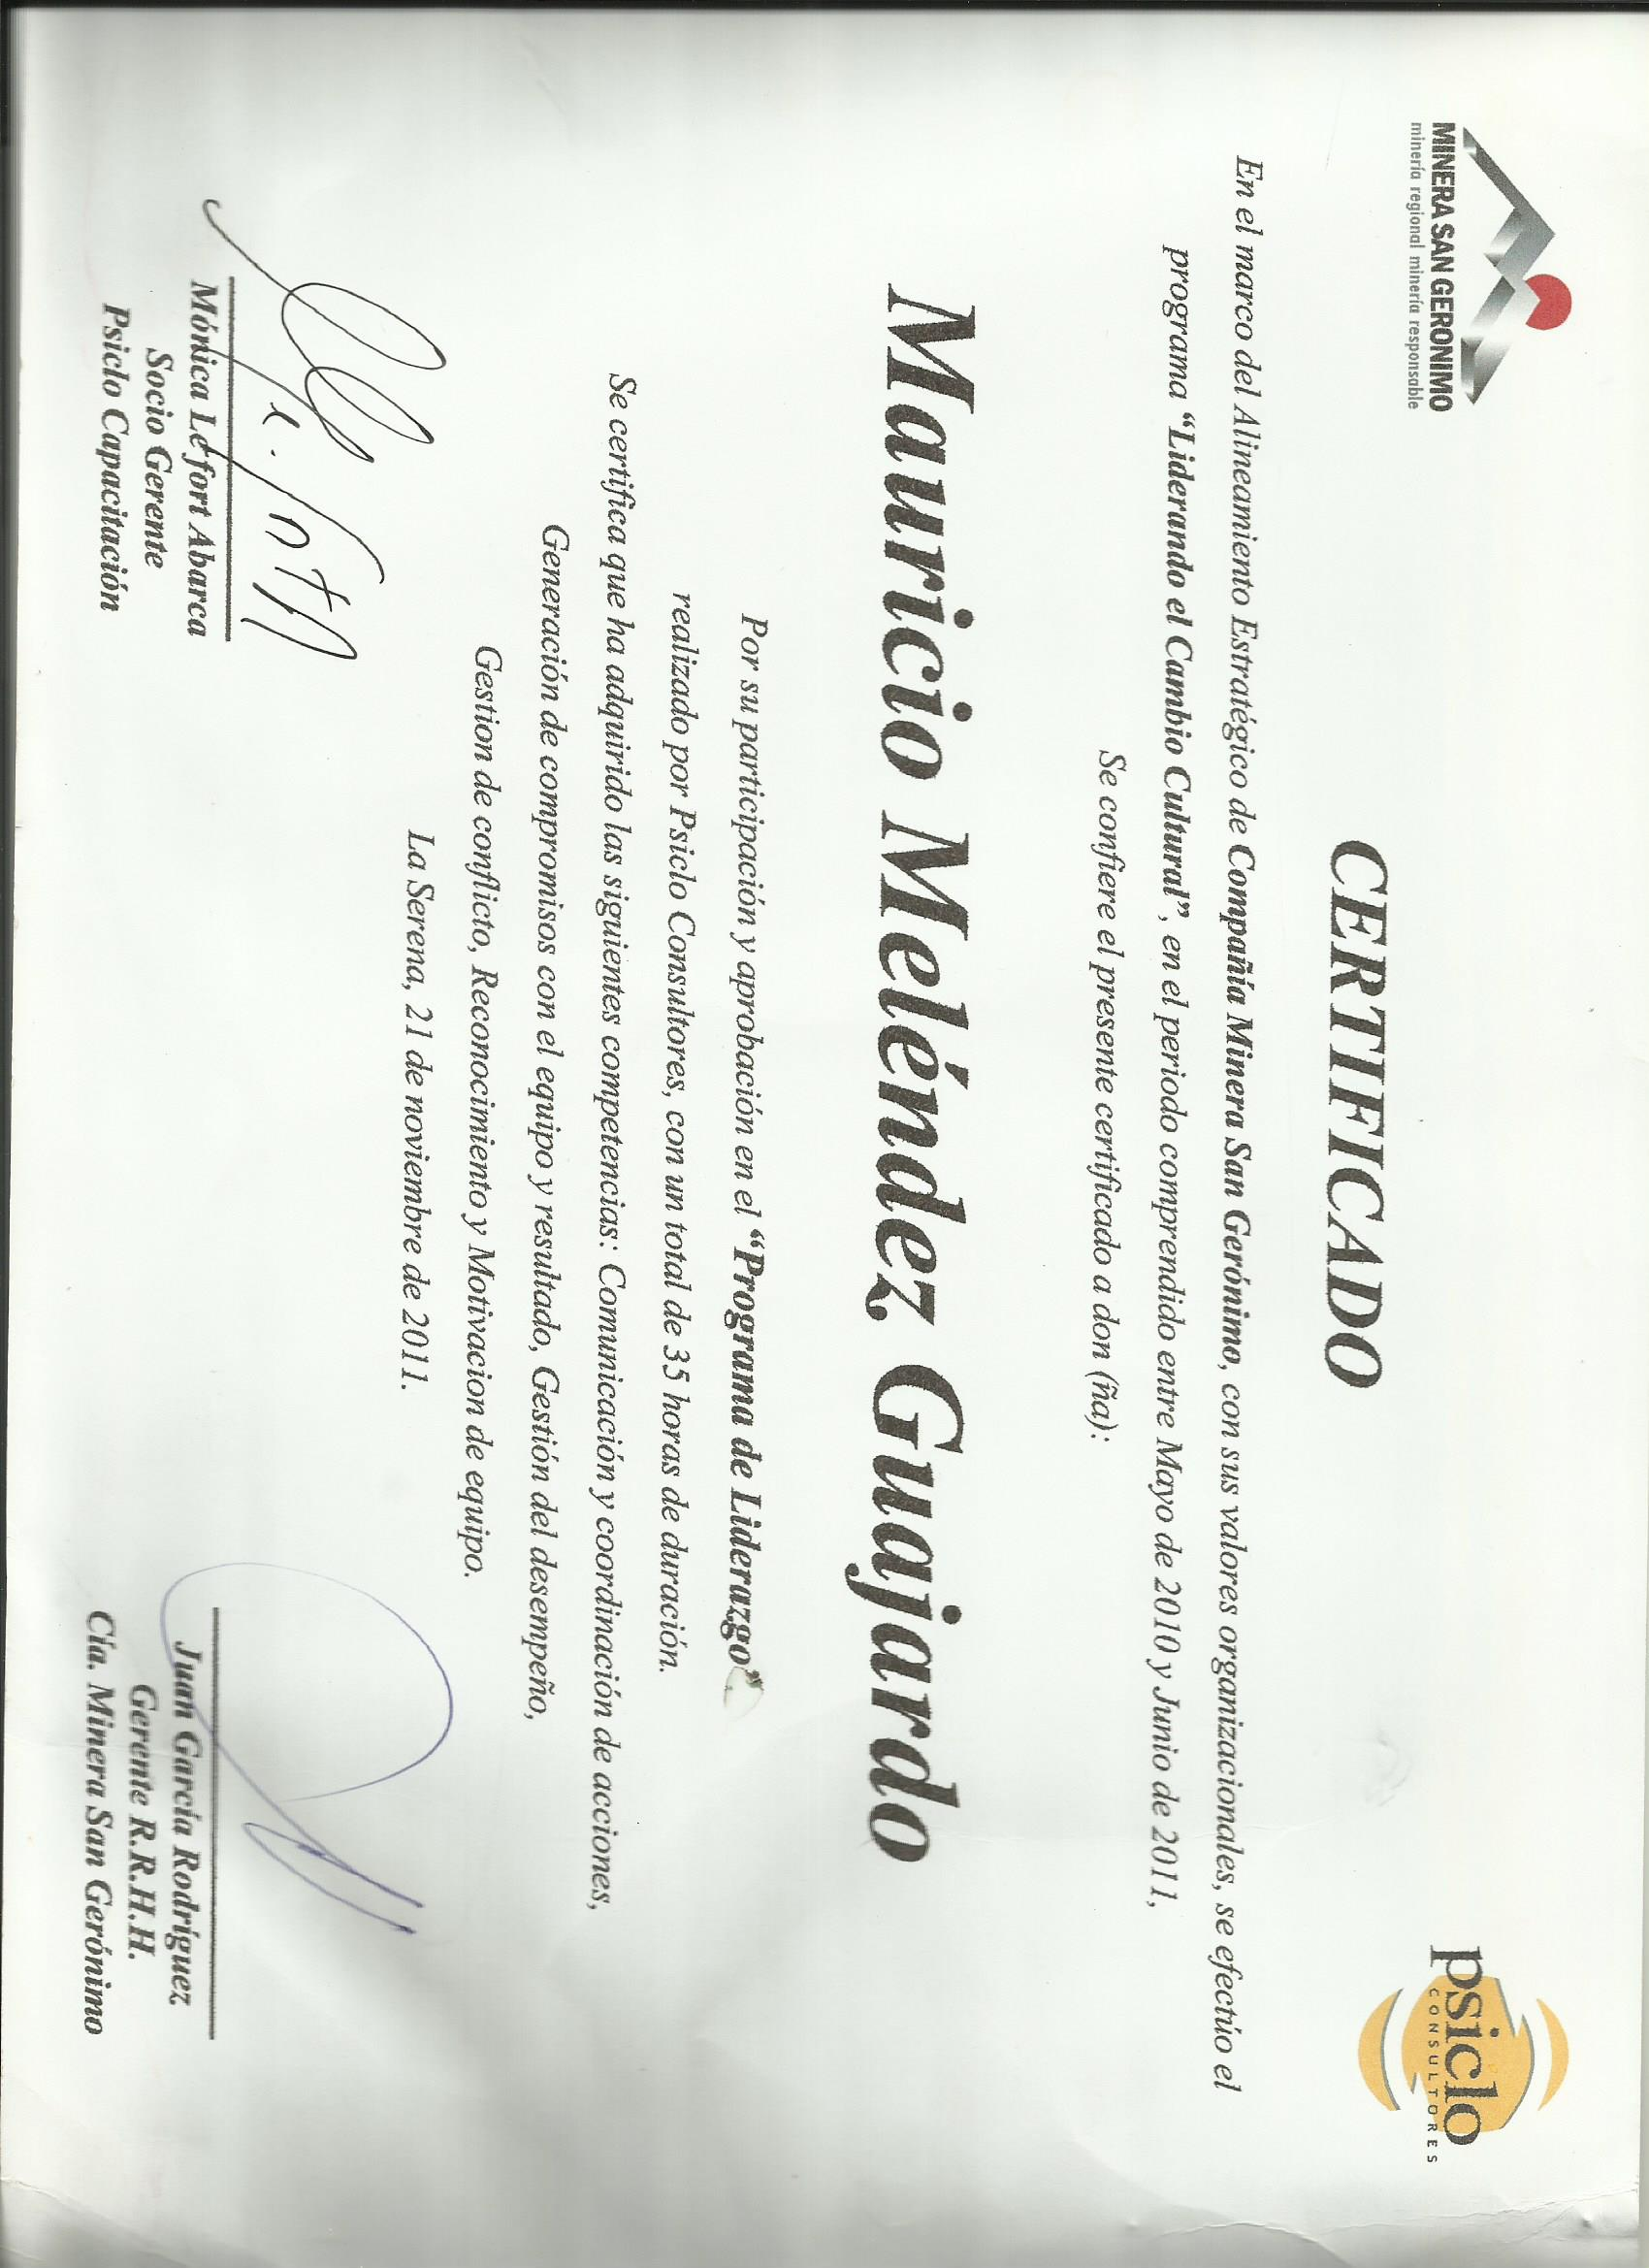 MINERA SAN GERONIMO
minería regional minería responsable
psiclo
CONSULTORES
CERTIFICADO
En el marco del Alineamiento Estratégico de Compañía Minera San Gerónimo, con sus valores organizacionales, se efectúo el
programa “Liderando el Cambio Cultural”, en el periodo comprendido entre Mayo de 2010 y Junio de 2011,
Se confiere el presente certificado a don (ña):
Mauricio Meléndez Guajardo
Por su participación y aprobación en el “Programa de Liderazgo”
realizado por Psiclo Consultores, con un total de 35 horas de duración.
Se certifica que ha adquirido las siguientes competencias: Comunicación y coordinación de acciones,
Generación de compromisos con el equipo y resultado, Gestión del desempeño,
Gestion de conflicto, Reconocimiento y Motivacion de equipo.
La Serena, 21 de noviembre de 2011.
Mónica Lefort Abarca
Socio Gerente
Psiclo Capacitación
Juan García Rodríguez
Gerente R.R.H.H.
Cía. Minera San Gerónimo